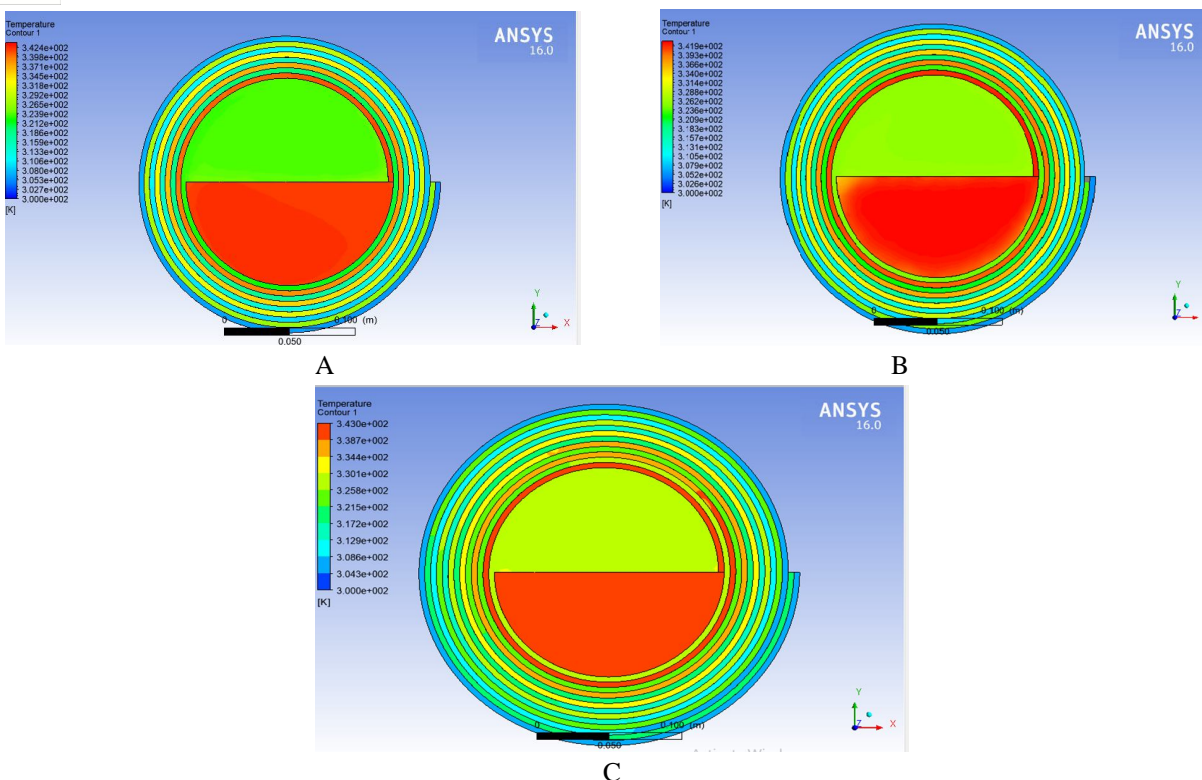 Temperature
Contour 1
3.424e+002
3.398e+002
3.371e+002
3.345e+002
3.318e+002
3.292e+002
3.265e+002
3.239e+002
3.212e+002
3.186e+002
3.159e+002
3.133e+002
3.106e+002
3.080e+002
3.053e+002
3.027e+002
3.000e+002
[K]
ANSYS
16.0
0
0.100 (m)
0.050
Y
Z
X
A
Temperature
Contour 1
3.419e+002
3.393e+002
3.366e+002
3.340e+002
3.314e+002
3.288e+002
3.262e+002
3.236e+002
3.209e+002
3.183e+002
3.157e+002
3.131e+002
3.105e+002
3.079e+002
3.052e+002
3.026e+002
3.000e+002
[K]
ANSYS
16.0
0
0.100 (m)
0.050
Y
Z
X
B
Temperature
Contour 1
3.430e+002
3.387e+002
3.344e+002
3.301e+002
3.258e+002
3.215e+002
3.172e+002
3.129e+002
3.086e+002
3.043e+002
3.000e+002
[K]
ANSYS
16.0
0
0.100 (m)
0.050
Y
Z
X
C